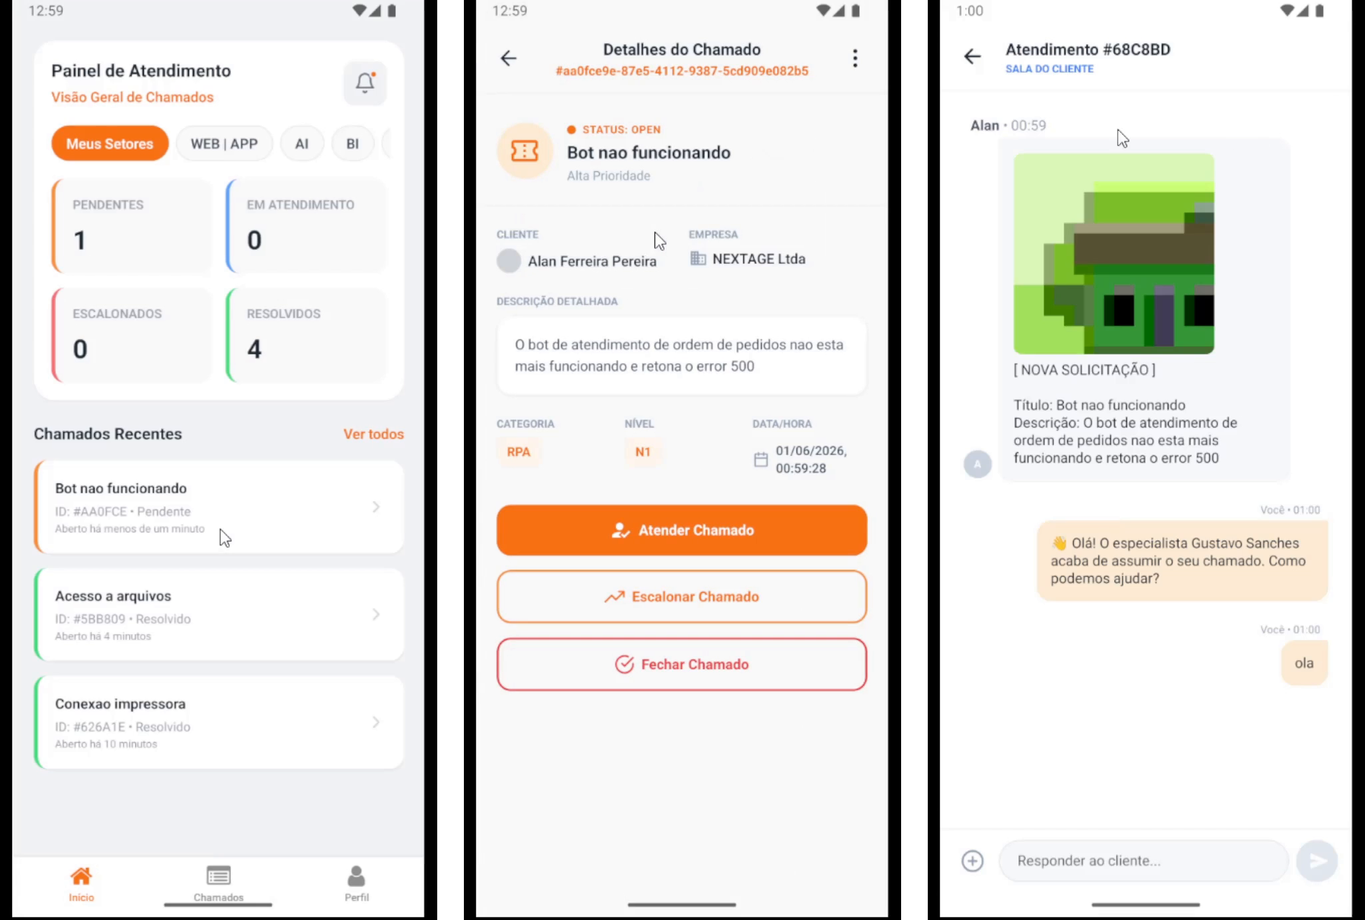 12:59
Painel de Atendimento
Visão Geral de Chamados
Meus Setores
WEB | APP
AI
BI
PENDENTES
1
EM ATENDIMENTO
0
ESCALONADOS
0
RESOLVIDOS
4
Chamados Recentes
Ver todos
Bot nao funcionando
ID: #AA0FCE • Pendente
Aberto há menos de um minuto
Acesso a arquivos
ID: #5BB809 • Resolvido
Aberto há 4 minutos
Conexao impressora
ID: #626A1E • Resolvido
Aberto há 10 minutos
Início
Chamados
Perfil
12:59
Detalhes do Chamado
#aa0fce9e-87e5-4112-9387-5cd909e082b5
STATUS: OPEN
Bot nao funcionando
Alta Prioridade
CLIENTE
Alan Ferreira Pereira
EMPRESA
NEXTAGE Ltda
DESCRIÇÃO DETALHADA
O bot de atendimento de ordem de pedidos nao esta
mais funcionando e retona o error 500
CATEGORIA
RPA
NÍVEL
N1
DATA/HORA
01/06/2026,
00:59:28
Atender Chamado
Escalonar Chamado
Fechar Chamado
1:00
Atendimento #68C8BD
SALA DO CLIENTE
Alan • 00:59
[ NOVA SOLICITAÇÃO ]
Título: Bot nao funcionando
Descrição: O bot de atendimento de
ordem de pedidos nao esta mais
funcionando e retona o error 500
A
Você • 01:00
👋 Olá! O especialista Gustavo Sanches
acaba de assumir o seu chamado. Como
podemos ajudar?
Você • 01:00
ola
Responder ao cliente...